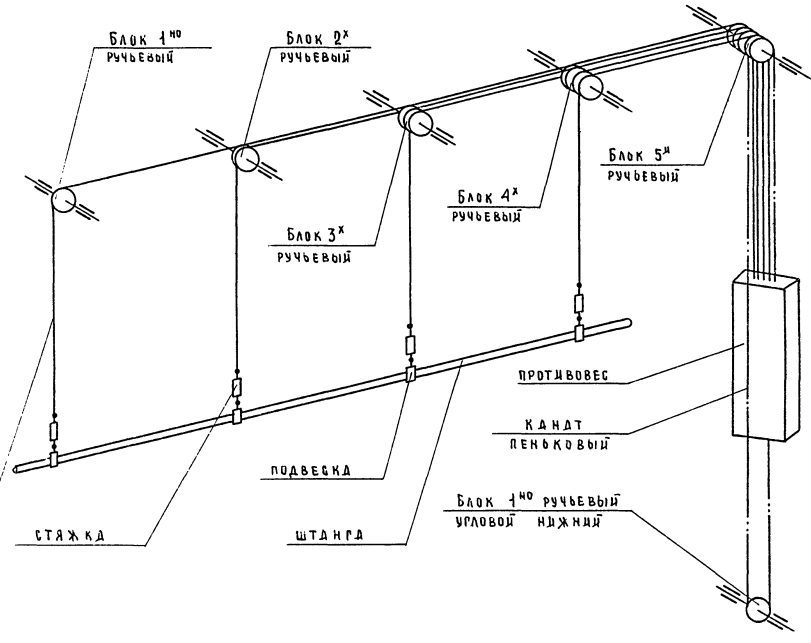 Блок 1но
ручьевый
Блок 2х
ручьевый
Блок 3х
ручьевый
Блок 4х
ручьевый
Блок 5и
ручьевый
противовес
канат
пеньковый
подвеска
Блок 1но ручьевый
угловой нижний
стяжка
штанга